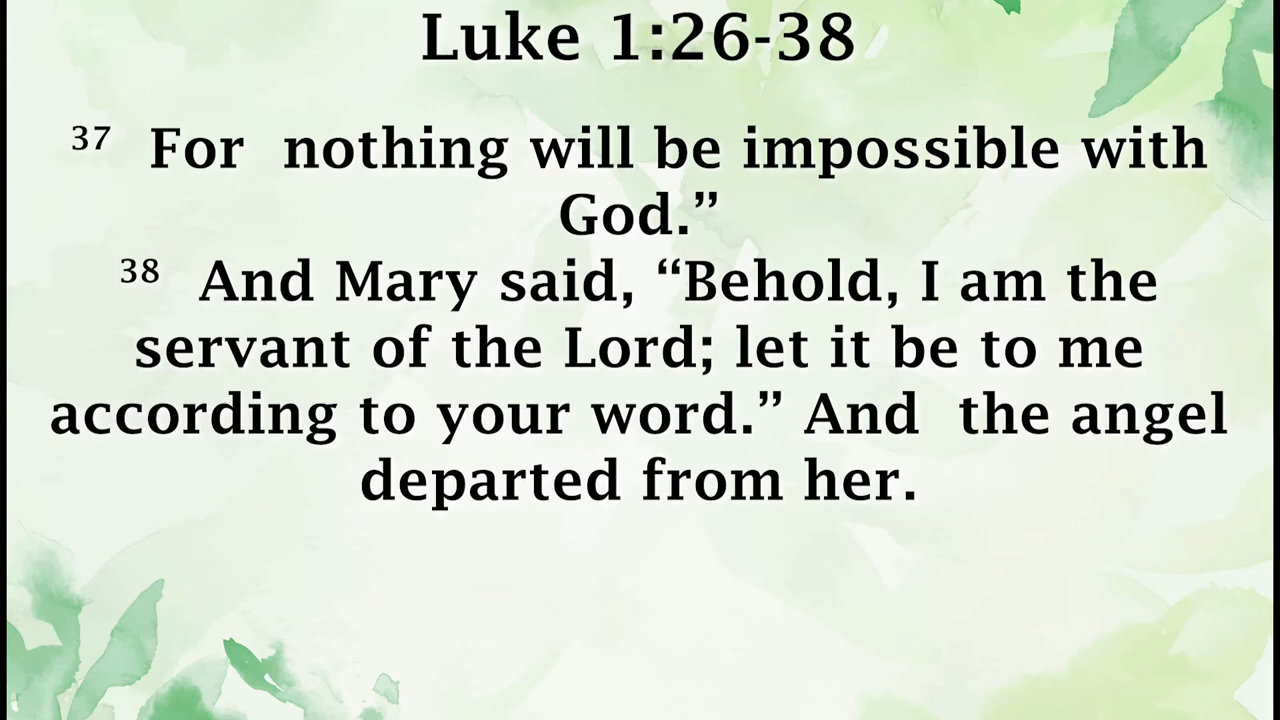 Luke 1:26-38
37 For nothing will be impossible with
God.”
38 And Mary said, “Behold, I am the
servant of the Lord; let it be to me
according to your word.” And the angel
departed from her.